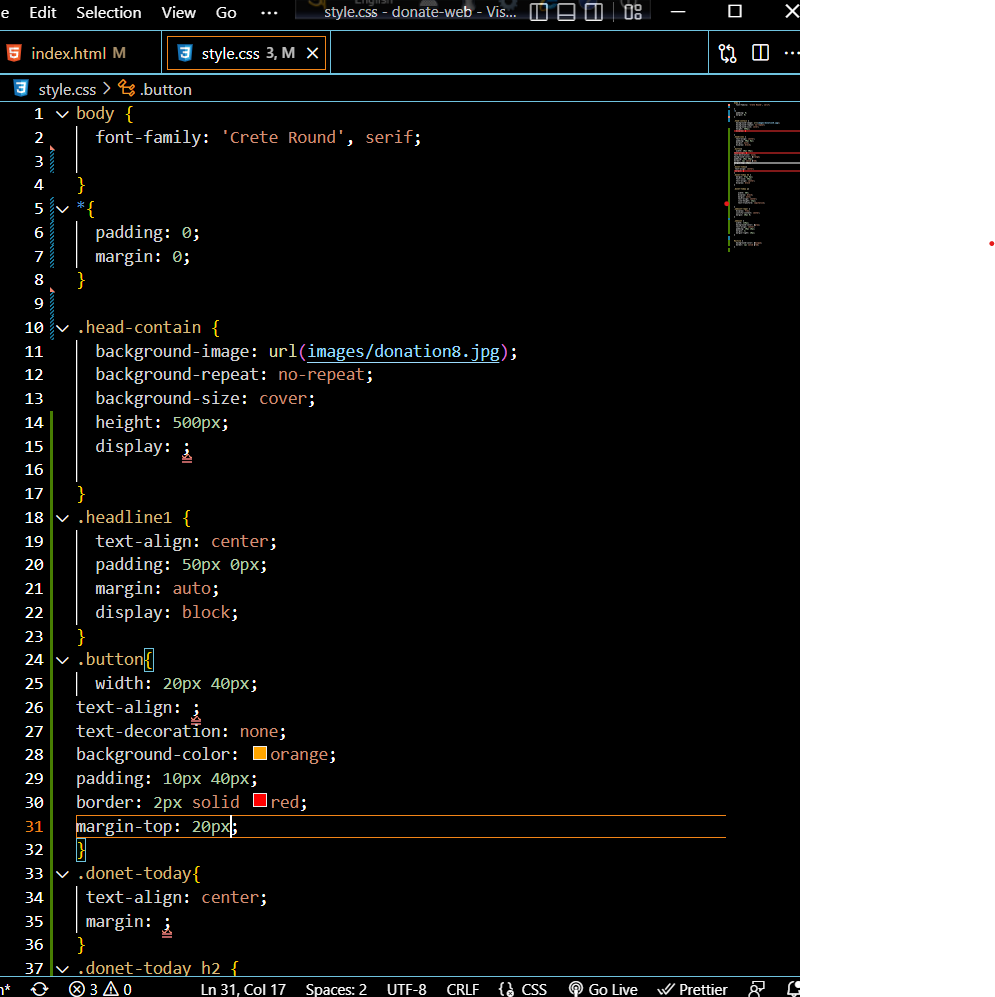 Edit Selection View Go ··· style.css - donate-web - Vis...
index.html M style.css 3, M
style.css > .button
1 body {
2 font-family: 'Crete Round', serif;
3
4 }
5 *{
6 padding: 0;
7 margin: 0;
8 }
9
10 .head-contain {
11 background-image: url(images/donation8.jpg);
12 background-repeat: no-repeat;
13 background-size: cover;
14 height: 500px;
15 display: ;
16
17 }
18 .headline1 {
19 text-align: center;
20 padding: 50px 0px;
21 margin: auto;
22 display: block;
23 }
24 .button{
25 width: 20px 40px;
26 text-align: ;
27 text-decoration: none;
28 background-color: orange;
29 padding: 10px 40px;
30 border: 2px solid red;
31 margin-top: 20px;
32 }
33 .donet-today{
34 text-align: center;
35 margin: ;
36 }
37 .donet-today h2 {
3 0 Ln 31, Col 17 Spaces: 2 UTF-8 CRLF {} CSS Go Live Prettier